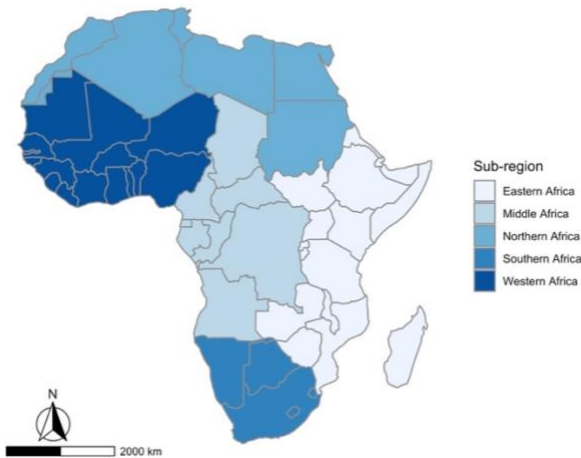 Sub-region
Eastern Africa
Middle Africa
Northern Africa
Southern Africa
Western Africa
N
2000 km